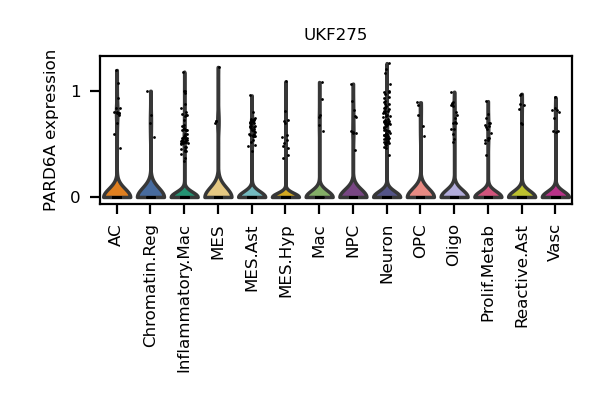 UKF275
PARD6A expression
1
0
AC
Chromatin.Reg
Inflammatory.Mac
MES
MES.Ast
MES.Hyp
Mac
NPC
Neuron
OPC
Oligo
Prolif.Metab
Reactive.Ast
Vasc